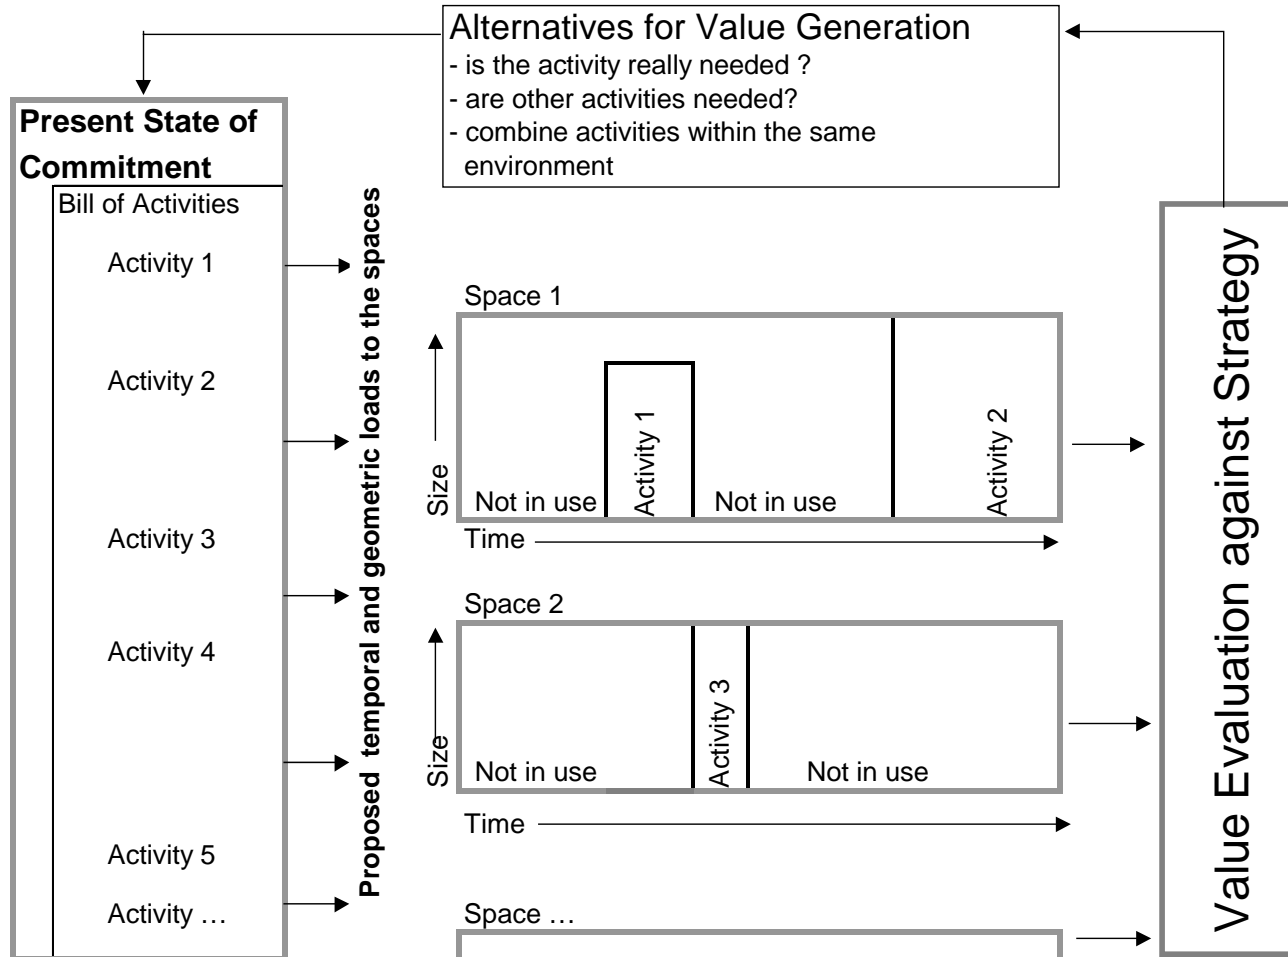 Alternatives for Value Generation
- is the activity really needed ?
- are other activities needed?
- combine activities within the same
environment
Present State of
Commitment
Bill of Activities
Activity 1
Activity 2
Activity 3
Activity 4
Activity 5
Activity …
Proposed temporal and geometric loads to the spaces
Space 1
Size
Not in use
Activity 1
Not in use
Activity 2
Time
Space 2
Size
Not in use
Activity 3
Not in use
Time
Space …
Value Evaluation against Strategy